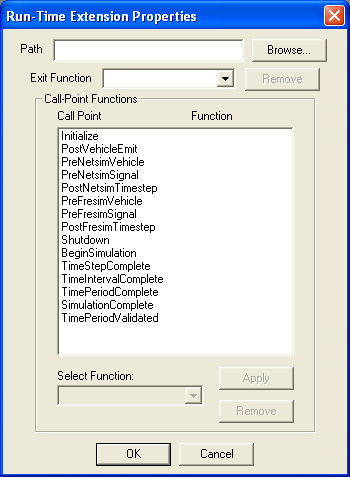 Run-Time Extension Properties
Path Browse...
Exit Function Remove
Call-Point Functions
Call Point Function
Initialize
PostVehicleEmit
PreNetsimVehicle
PreNetsimSignal
PostNetsimTimestep
PreFresimVehicle
PreFresimSignal
PostFresimTimestep
Shutdown
BeginSimulation
TimeStepComplete
TimeIntervalComplete
TimePeriodComplete
SimulationComplete
TimePeriodValidated
Select Function:
Apply
Remove
OK Cancel